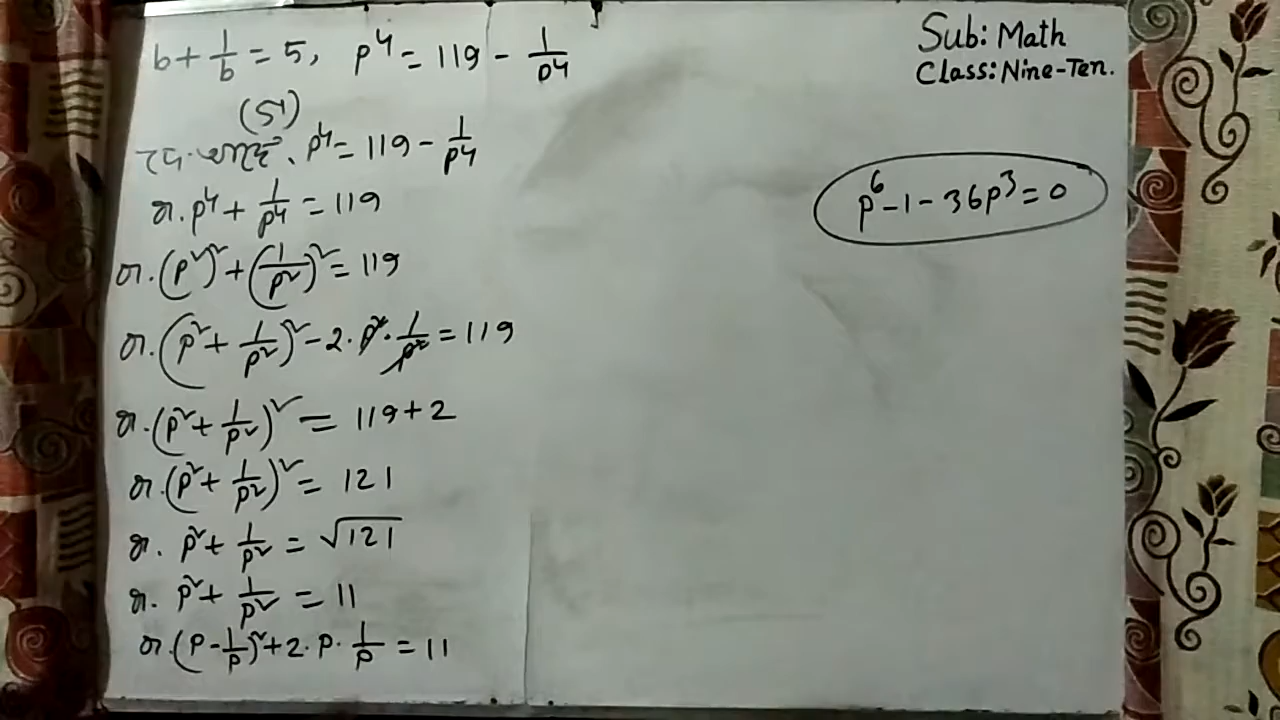 b + 1/b = 5, p⁴ = 119 - 1/p⁴
Sub: Math
Class: Nine-Ten.
(গ)
দেওয়া আছে, p⁴ = 119 - 1/p⁴
বা. p⁴ + 1/p⁴ = 119
p⁶ - 1 - 36p³ = 0
বা. (p²)² + (1/p²)² = 119
বা. (p² + 1/p²)² - 2 · p² · 1/p² = 119
বা. (p² + 1/p²)² = 119 + 2
বা. (p² + 1/p²)² = 121
বা. p² + 1/p² = √121
বা. p² + 1/p² = 11
বা. (p - 1/p)² + 2 · p · 1/p = 11